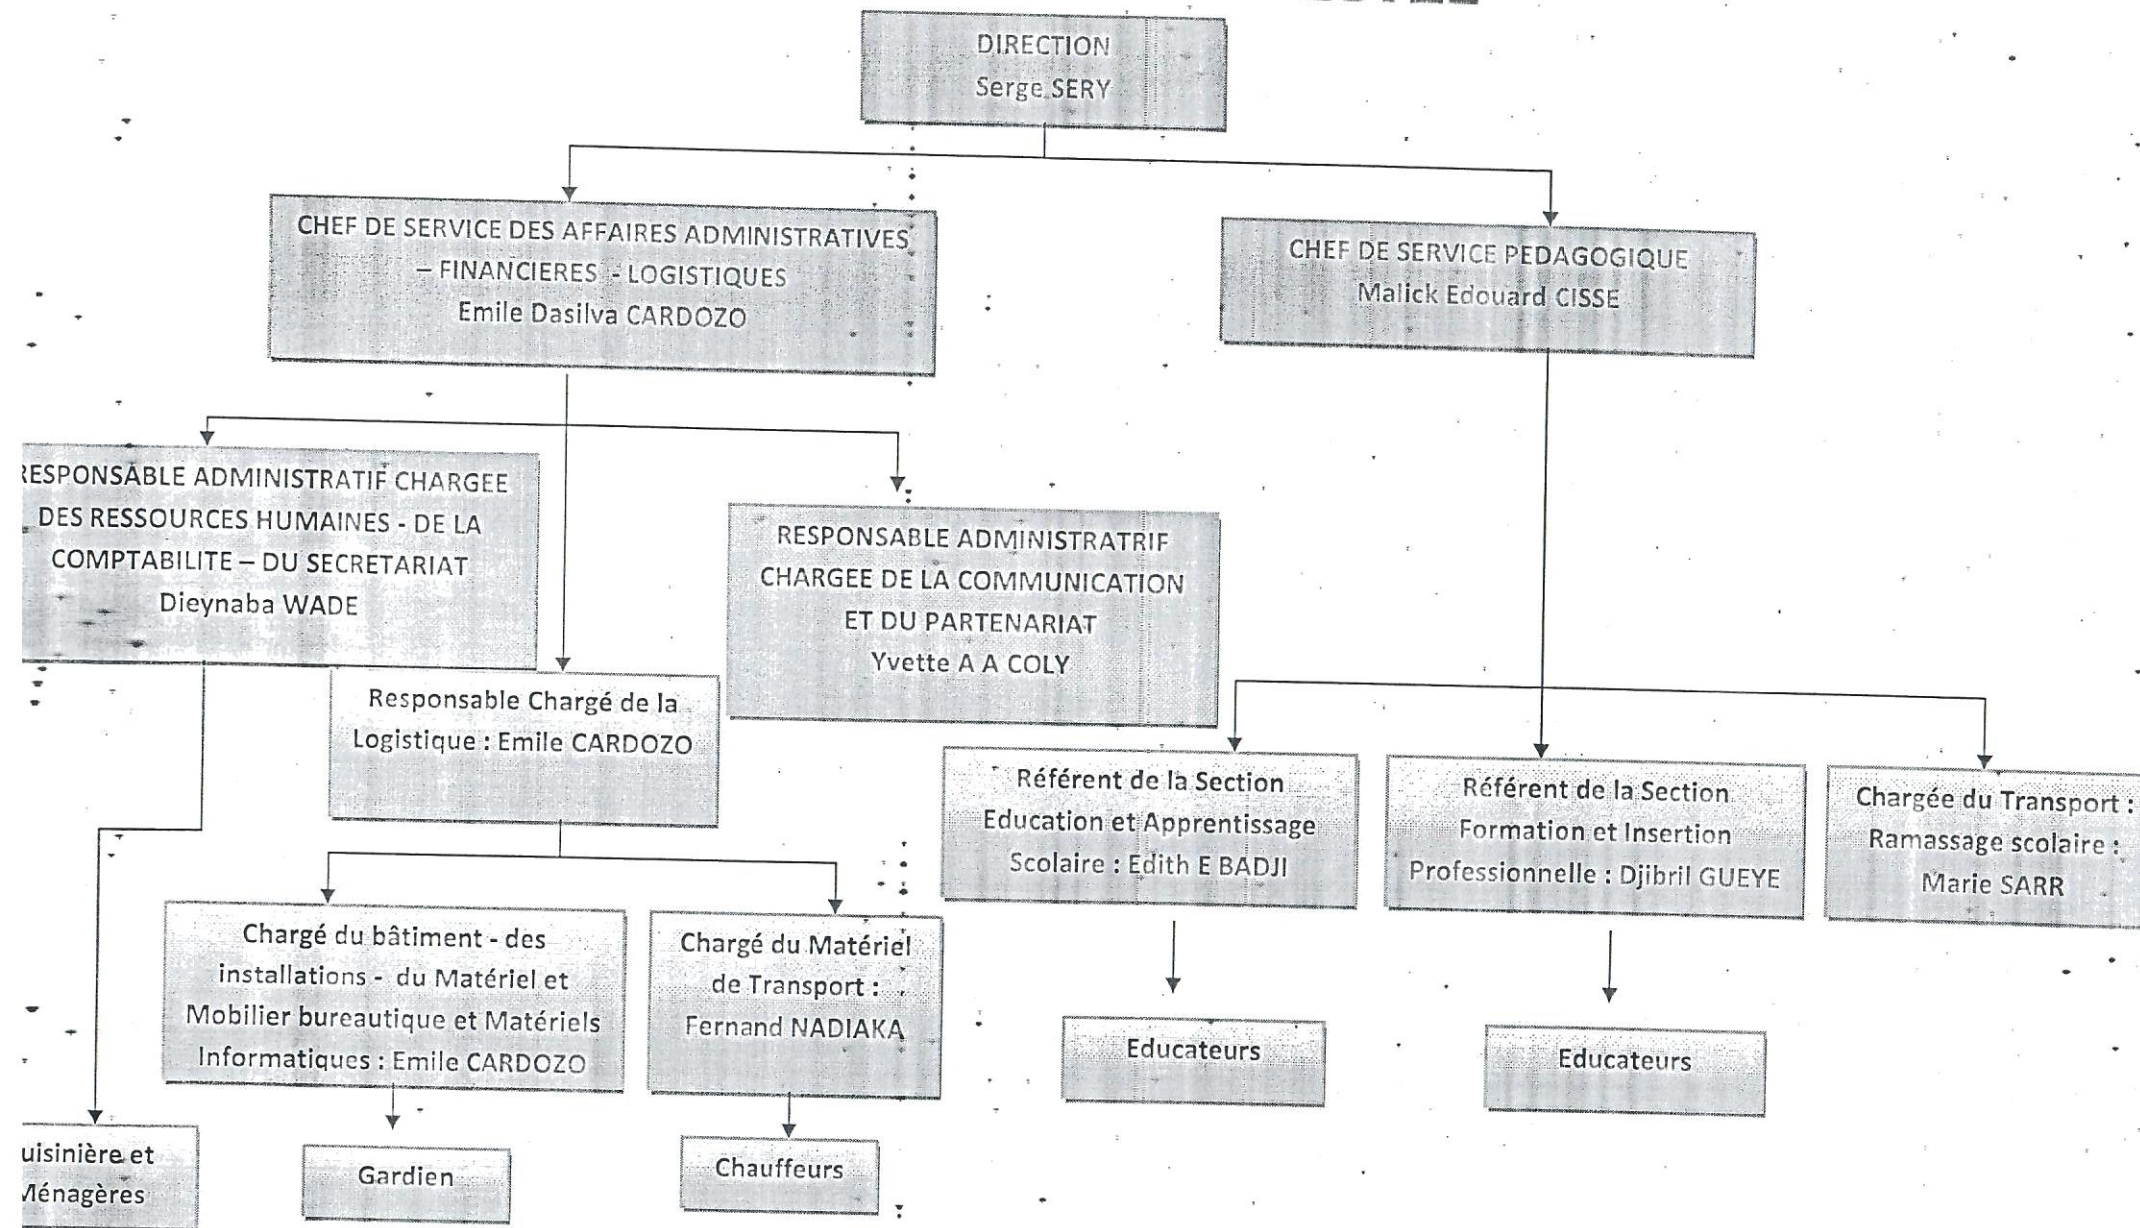 DIRECTION
Serge SERY
CHEF DE SERVICE DES AFFAIRES ADMINISTRATIVES
– FINANCIERES - LOGISTIQUES
Emile Dasilva CARDOZO
CHEF DE SERVICE PEDAGOGIQUE
Malick Edouard CISSE
RESPONSABLE ADMINISTRATIF CHARGEE
DES RESSOURCES HUMAINES - DE LA
COMPTABILITE – DU SECRETARIAT
Dieynaba WADE
RESPONSABLE ADMINISTRATRIF
CHARGEE DE LA COMMUNICATION
ET DU PARTENARIAT
Yvette A A COLY
Responsable Chargé de la
Logistique : Emile CARDOZO
Référent de la Section
Education et Apprentissage
Scolaire : Edith E BADJI
Référent de la Section
Formation et Insertion
Professionnelle : Djibril GUEYE
Chargée du Transport :
Ramassage scolaire :
Marie SARR
Chargé du bâtiment - des
installations - du Matériel et
Mobilier bureautique et Matériels
Informatiques : Emile CARDOZO
Chargé du Matériel
de Transport :
Fernand NADIAKA
Educateurs
Educateurs
uisinière et
Ménagères
Gardien
Chauffeurs